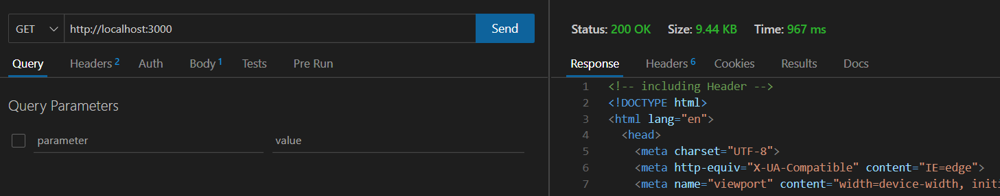 GET http://localhost:3000 Send
Query Headers 2 Auth Body 1 Tests Pre Run
Query Parameters
parameter value
Status: 200 OK Size: 9.44 KB Time: 967 ms
Response Headers 6 Cookies Results Docs
1 <!-- including Header -->
2 <!DOCTYPE html>
3 <html lang="en">
4 <head>
5 <meta charset="UTF-8">
6 <meta http-equiv="X-UA-Compatible" content="IE=edge">
7 <meta name="viewport" content="width=device-width, initi